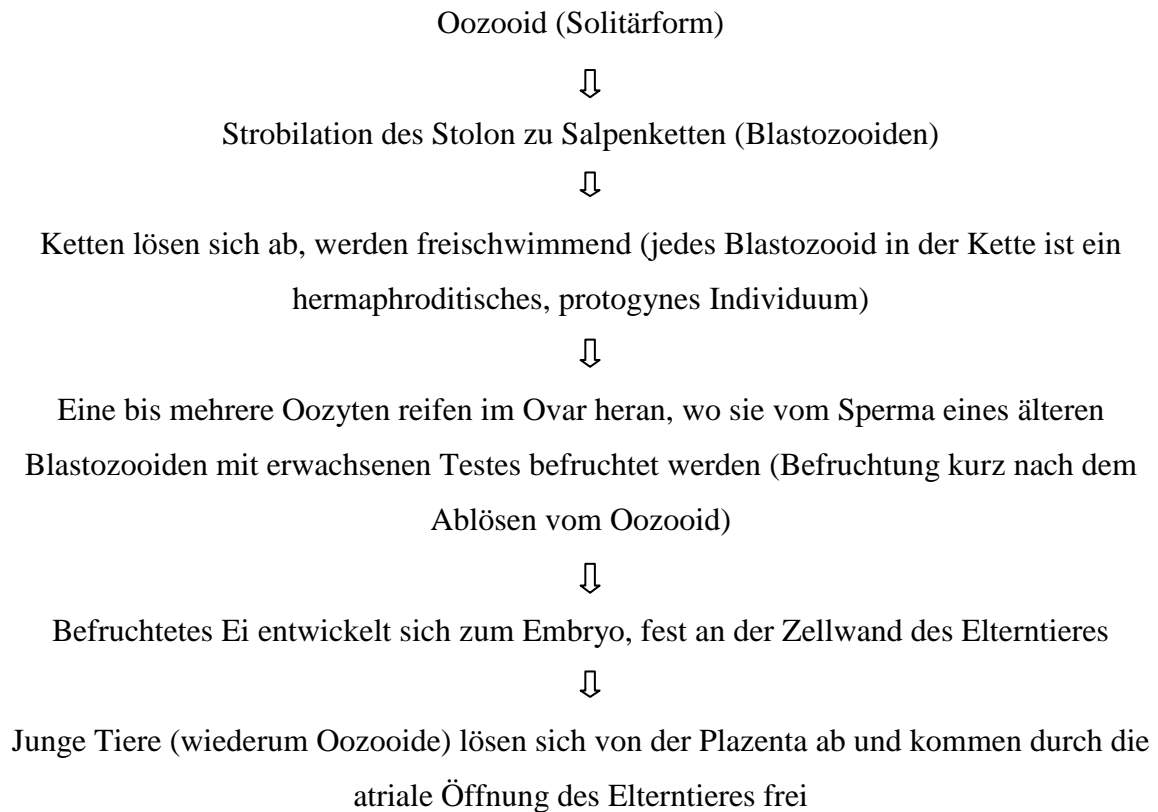 Oozooid (Solitärform)
⇩
Strobilation des Stolon zu Salpenketten (Blastozooiden)
⇩
Ketten lösen sich ab, werden freischwimmend (jedes Blastozooid in der Kette ist ein
hermaphroditisches, protogynes Individuum)
⇩
Eine bis mehrere Oozyten reifen im Ovar heran, wo sie vom Sperma eines älteren
Blastozooiden mit erwachsenen Testes befruchtet werden (Befruchtung kurz nach dem
Ablösen vom Oozooid)
⇩
Befruchtetes Ei entwickelt sich zum Embryo, fest an der Zellwand des Elterntieres
⇩
Junge Tiere (wiederum Oozooide) lösen sich von der Plazenta ab und kommen durch die
atriale Öffnung des Elterntieres frei